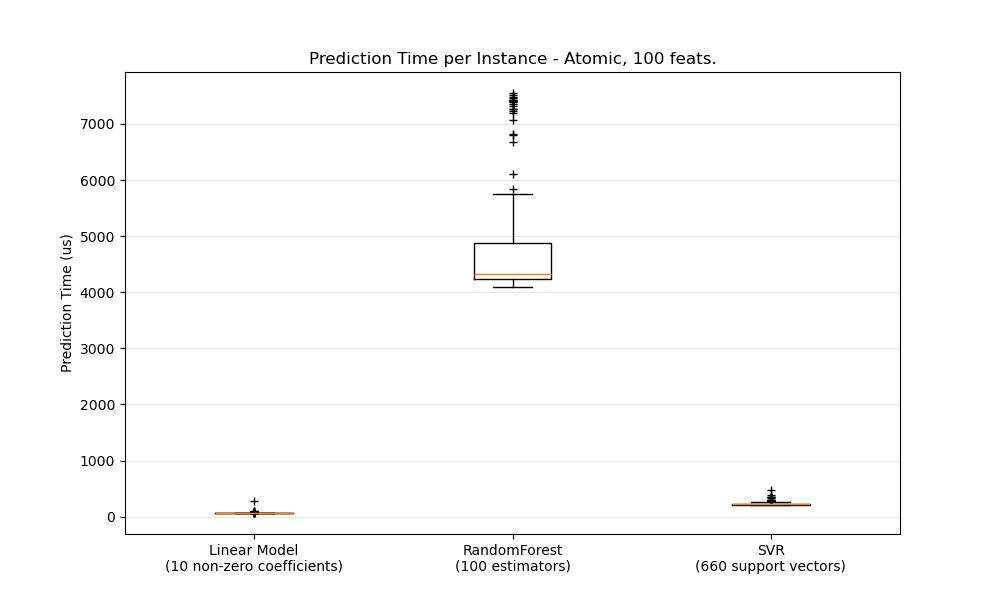 Prediction Time per Instance - Atomic, 100 feats.
Prediction Time (us)
7000
6000
5000
4000
3000
2000
1000
0
Linear Model
(10 non-zero coefficients)
RandomForest
(100 estimators)
SVR
(660 support vectors)